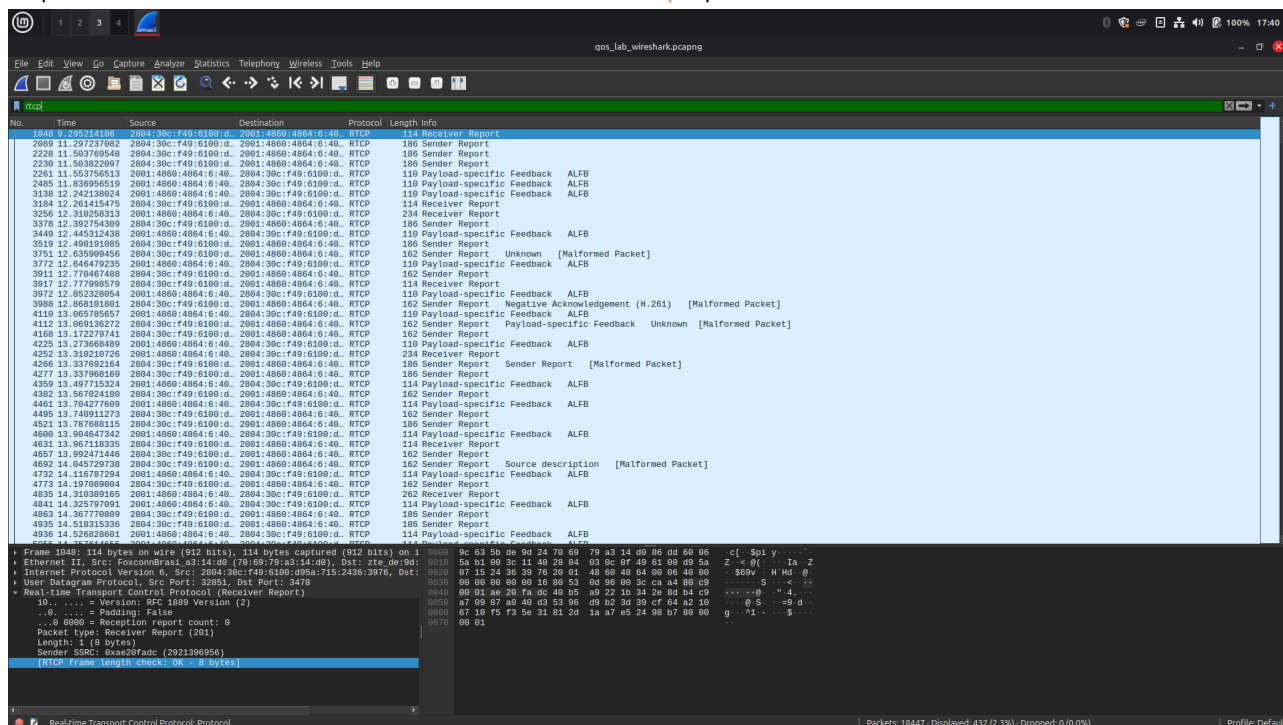 1 2 3 4
100% 17:40
qos_lab_wireshark.pcapng
File Edit View Go Capture Analyze Statistics Telephony Wireless Tools Help
rtcp
No. Time Source Destination Protocol Length Info
1048 9.295214106 2804:30c:f49:6100:d… 2001:4860:4864:6:40… RTCP 114 Receiver Report
2089 11.297237082 2804:30c:f49:6100:d… 2001:4860:4864:6:40… RTCP 186 Sender Report
2228 11.503769548 2804:30c:f49:6100:d… 2001:4860:4864:6:40… RTCP 186 Sender Report
2230 11.503822097 2804:30c:f49:6100:d… 2001:4860:4864:6:40… RTCP 186 Sender Report
2261 11.553756513 2001:4860:4864:6:40… 2804:30c:f49:6100:d… RTCP 110 Payload-specific Feedback ALFB
2485 11.836956519 2001:4860:4864:6:40… 2804:30c:f49:6100:d… RTCP 110 Payload-specific Feedback ALFB
3138 12.242138024 2001:4860:4864:6:40… 2804:30c:f49:6100:d… RTCP 110 Payload-specific Feedback ALFB
3184 12.261415475 2804:30c:f49:6100:d… 2001:4860:4864:6:40… RTCP 114 Receiver Report
3256 12.310258313 2804:30c:f49:6100:d… 2001:4860:4864:6:40… RTCP 234 Receiver Report
3378 12.392754309 2804:30c:f49:6100:d… 2001:4860:4864:6:40… RTCP 186 Sender Report
3449 12.445312438 2001:4860:4864:6:40… 2804:30c:f49:6100:d… RTCP 110 Payload-specific Feedback ALFB
3519 12.490191085 2804:30c:f49:6100:d… 2001:4860:4864:6:40… RTCP 186 Sender Report
3751 12.635909456 2804:30c:f49:6100:d… 2001:4860:4864:6:40… RTCP 162 Sender Report Unknown [Malformed Packet]
3772 12.646479235 2001:4860:4864:6:40… 2804:30c:f49:6100:d… RTCP 110 Payload-specific Feedback ALFB
3911 12.770467488 2804:30c:f49:6100:d… 2001:4860:4864:6:40… RTCP 162 Sender Report
3917 12.777998579 2804:30c:f49:6100:d… 2001:4860:4864:6:40… RTCP 114 Receiver Report
3972 12.852328054 2001:4860:4864:6:40… 2804:30c:f49:6100:d… RTCP 110 Payload-specific Feedback ALFB
3988 12.868101801 2804:30c:f49:6100:d… 2001:4860:4864:6:40… RTCP 162 Sender Report Negative Acknowledgement (H.261) [Malformed Packet]
4110 13.065785657 2001:4860:4864:6:40… 2804:30c:f49:6100:d… RTCP 110 Payload-specific Feedback ALFB
4112 13.069136272 2804:30c:f49:6100:d… 2001:4860:4864:6:40… RTCP 162 Sender Report Payload-specific Feedback Unknown [Malformed Packet]
4168 13.172279741 2804:30c:f49:6100:d… 2001:4860:4864:6:40… RTCP 162 Sender Report
4225 13.273668489 2001:4860:4864:6:40… 2804:30c:f49:6100:d… RTCP 110 Payload-specific Feedback ALFB
4252 13.310210726 2804:30c:f49:6100:d… 2001:4860:4864:6:40… RTCP 234 Receiver Report
4266 13.337692164 2804:30c:f49:6100:d… 2001:4860:4864:6:40… RTCP 186 Sender Report Sender Report [Malformed Packet]
4277 13.337968169 2804:30c:f49:6100:d… 2001:4860:4864:6:40… RTCP 186 Sender Report
4359 13.497715324 2001:4860:4864:6:40… 2804:30c:f49:6100:d… RTCP 114 Payload-specific Feedback ALFB
4382 13.567024180 2804:30c:f49:6100:d… 2001:4860:4864:6:40… RTCP 162 Sender Report
4461 13.704277609 2001:4860:4864:6:40… 2804:30c:f49:6100:d… RTCP 114 Payload-specific Feedback ALFB
4495 13.740911273 2804:30c:f49:6100:d… 2001:4860:4864:6:40… RTCP 162 Sender Report
4521 13.787688115 2804:30c:f49:6100:d… 2001:4860:4864:6:40… RTCP 186 Sender Report
4600 13.904647342 2001:4860:4864:6:40… 2804:30c:f49:6100:d… RTCP 114 Payload-specific Feedback ALFB
4631 13.967118335 2804:30c:f49:6100:d… 2001:4860:4864:6:40… RTCP 114 Receiver Report
4657 13.992471446 2804:30c:f49:6100:d… 2001:4860:4864:6:40… RTCP 162 Sender Report
4692 14.045729738 2804:30c:f49:6100:d… 2001:4860:4864:6:40… RTCP 162 Sender Report Source description [Malformed Packet]
4732 14.116787294 2001:4860:4864:6:40… 2804:30c:f49:6100:d… RTCP 114 Payload-specific Feedback ALFB
4773 14.197089004 2804:30c:f49:6100:d… 2001:4860:4864:6:40… RTCP 162 Sender Report
4835 14.310389165 2804:30c:f49:6100:d… 2001:4860:4864:6:40… RTCP 262 Receiver Report
4841 14.325797091 2001:4860:4864:6:40… 2804:30c:f49:6100:d… RTCP 114 Payload-specific Feedback ALFB
4863 14.367770809 2804:30c:f49:6100:d… 2001:4860:4864:6:40… RTCP 186 Sender Report
4935 14.518315336 2804:30c:f49:6100:d… 2001:4860:4864:6:40… RTCP 186 Sender Report
4936 14.526828601 2001:4860:4864:6:40… 2804:30c:f49:6100:d… RTCP 114 Payload-specific Feedback ALFB
Frame 1048: 114 bytes on wire (912 bits), 114 bytes captured (912 bits) on i
Ethernet II, Src: FoxconnBrasi_a3:14:d0 (70:69:79:a3:14:d0), Dst: zte_de:9d:
Internet Protocol Version 6, Src: 2804:30c:f49:6100:d95a:715:2436:3976, Dst:
User Datagram Protocol, Src Port: 32851, Dst Port: 3478
Real-time Transport Control Protocol (Receiver Report)
10.. .... = Version: RFC 1889 Version (2)
..0. .... = Padding: False
...0 0000 = Reception report count: 0
Packet type: Receiver Report (201)
Length: 1 (8 bytes)
Sender SSRC: 0xae20fadc (2921396956)
[RTCP frame length check: OK - 8 bytes]
0000 9c 63 5b de 9d 24 70 69 79 a3 14 d0 86 dd 60 06
0010 5a b1 00 3c 11 40 28 04 03 0c 0f 49 61 00 d9 5a
0020 07 15 24 36 39 76 20 01 48 60 48 64 00 06 40 00
0030 00 00 00 00 00 16 80 53 0d 96 00 3c ca a4 80 c9
0040 00 01 ae 20 fa dc 40 b5 a9 22 1b 34 2e 8d b4 c9
0050 a7 09 87 a0 40 d3 53 96 d9 b2 3d 39 cf 64 a2 10
0060 67 10 f5 f3 5e 31 81 2d 1a a7 e5 24 98 b7 80 00
0070 00 01
Real-time Transport Control Protocol: Protocol
Packets: 18447 · Displayed: 432 (2.3%) · Dropped: 0 (0.0%)
Profile: Defau